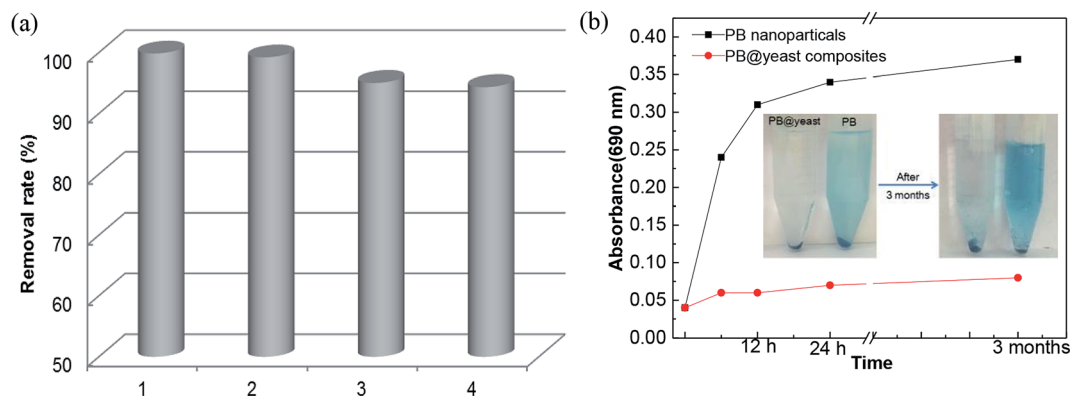 (a)
100
90
80
70
60
50
Removal rate (%)
1 2 3 4
(b)
PB nanoparticals
PB@yeast composites
0.40
0.35
0.30
0.25
0.20
0.15
0.10
0.05
0.00
Absorbance(690 nm)
PB@yeast PB
After
3 months
12 h 24 h 3 months
Time